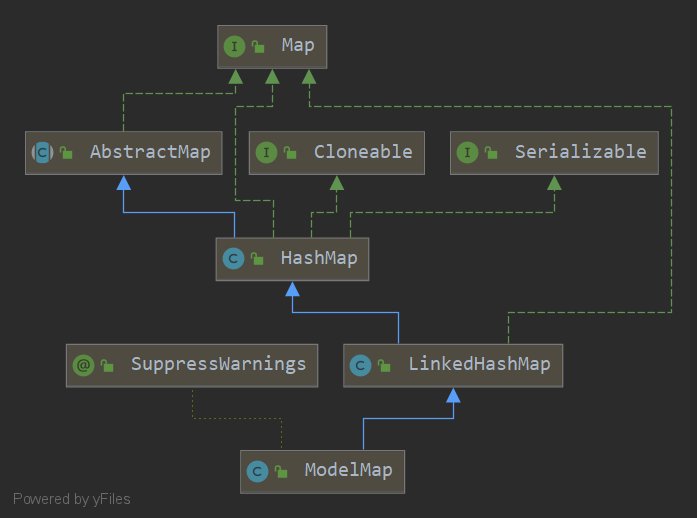 I Map
C AbstractMap
I Cloneable
I Serializable
C HashMap
@ SuppressWarnings
C LinkedHashMap
C ModelMap
Powered by yFiles